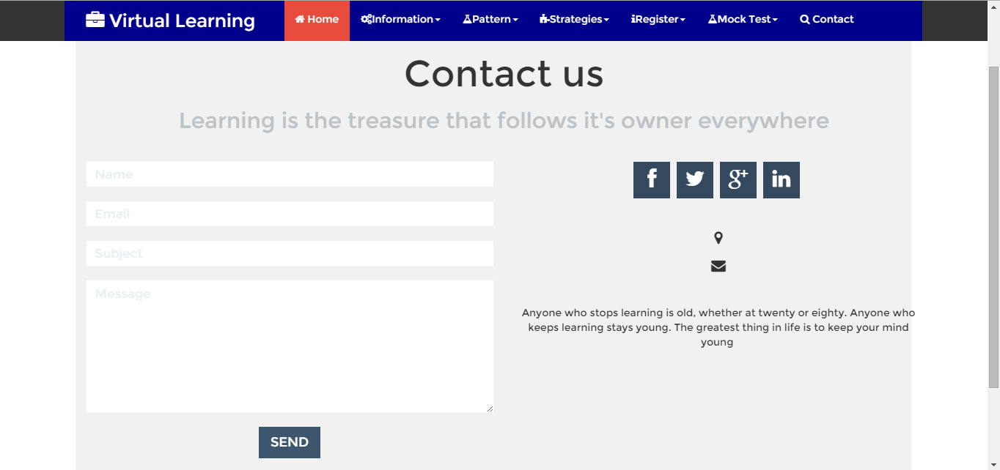 Virtual Learning
Home Information Pattern Strategies Register Mock Test Contact
Contact us
Learning is the treasure that follows it's owner everywhere
Name
Email
Subject
Message
SEND
f g+ in
Anyone who stops learning is old, whether at twenty or eighty. Anyone who
keeps learning stays young. The greatest thing in life is to keep your mind
young